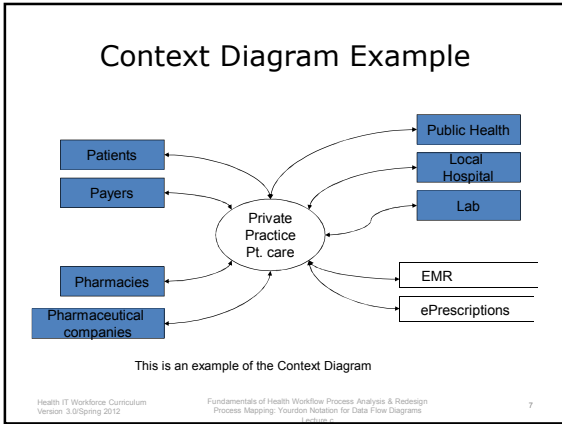 Context Diagram Example
Patients
Payers
Pharmacies
Pharmaceutical
companies
Private
Practice
Pt. care
Public Health
Local
Hospital
Lab
EMR
ePrescriptions
This is an example of the Context Diagram
Health IT Workforce Curriculum
Version 3.0/Spring 2012
Fundamentals of Health Workflow Process Analysis & Redesign
Process Mapping: Yourdon Notation for Data Flow Diagrams
Lecture c
7